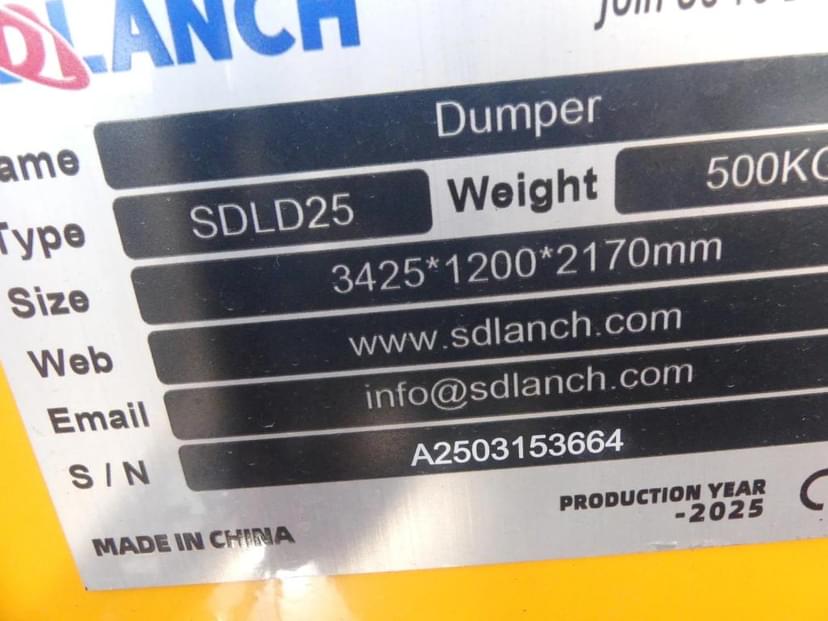 LANCH
Dumper
Type SDLD25 Weight 500KG
Size 3425*1200*2170mm
Web www.sdlanch.com
Email info@sdlanch.com
S / N A2503153664
PRODUCTION YEAR
-2025
MADE IN CHINA